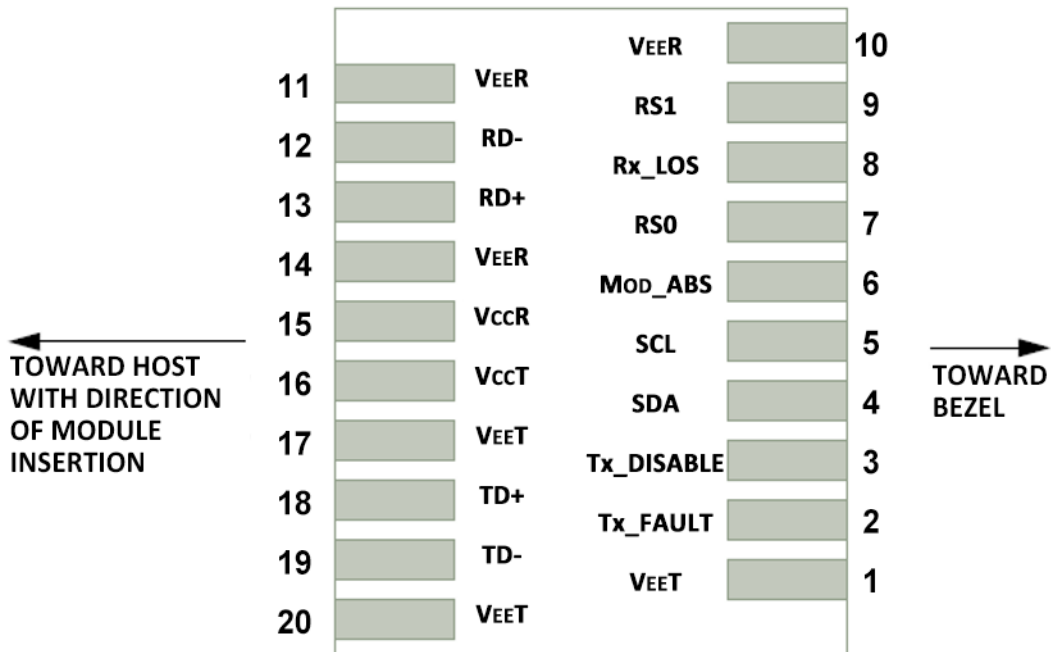 11 VEER
12 RD-
13 RD+
14 VEER
15 VCCR
16 VCCT
17 VEET
18 TD+
19 TD-
20 VEET
VEER 10
RS1 9
Rx_LOS 8
RS0 7
MOD_ABS 6
SCL 5
SDA 4
Tx_DISABLE 3
Tx_FAULT 2
VEET 1
TOWARD HOST
WITH DIRECTION
OF MODULE
INSERTION
TOWARD
BEZEL